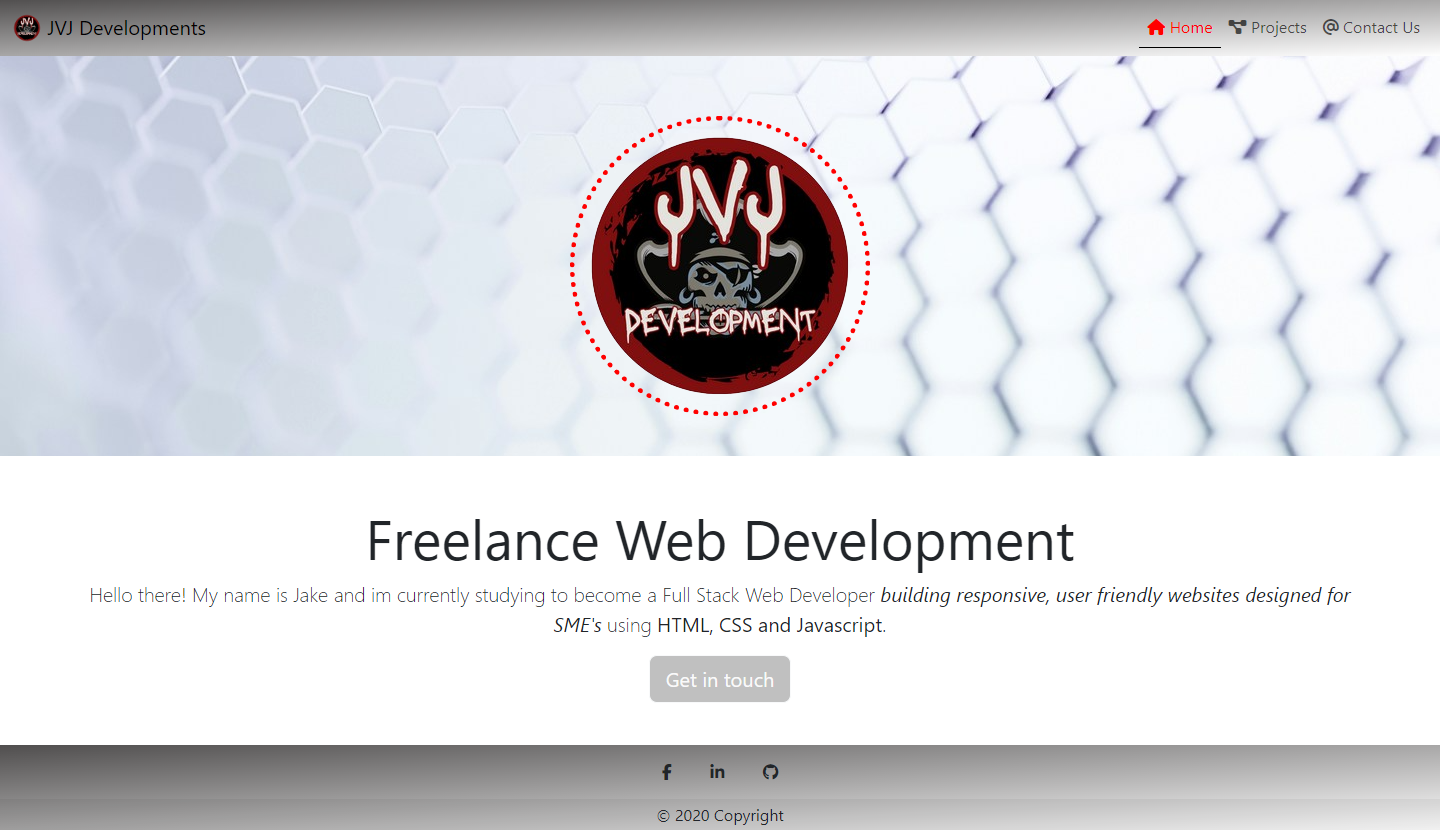 JVJ Developments
Home
Projects
Contact Us
JVJ
DEVELOPMENT
Freelance Web Development
Hello there! My name is Jake and im currently studying to become a Full Stack Web Developer building responsive, user friendly websites designed for
SME's using HTML, CSS and Javascript.
Get in touch
© 2020 Copyright